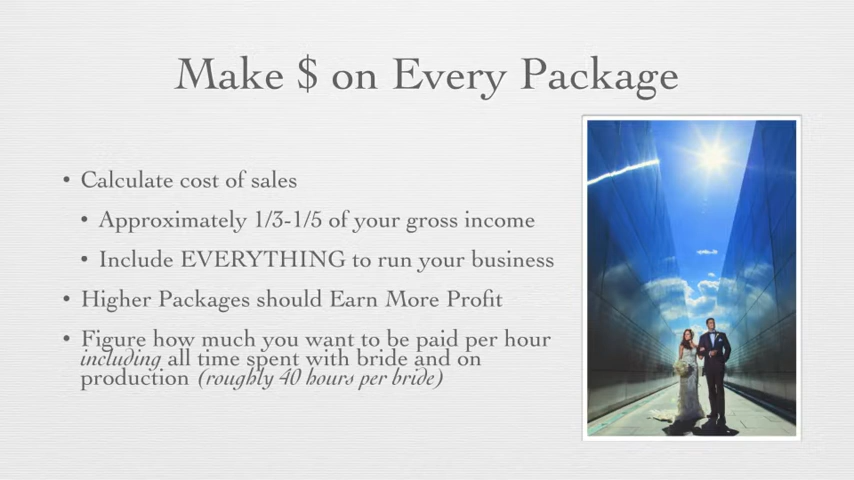 Make $ on Every Package
• Calculate cost of sales
• Approximately 1/3-1/5 of your gross income
• Include EVERYTHING to run your business
• Higher Packages should Earn More Profit
• Figure how much you want to be paid per hour
including all time spent with bride and on
production (roughly 40 hours per bride)